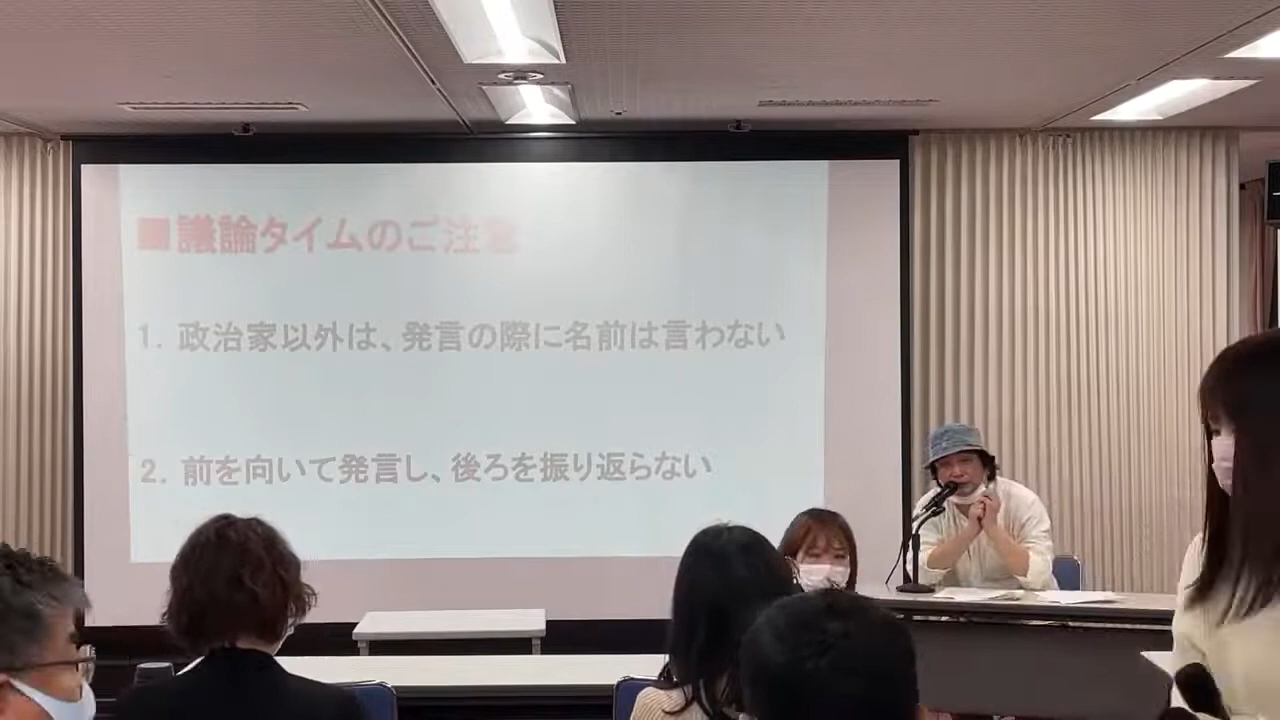 ■議論タイムのご注意
1. 政治家以外は、発言の際に名前は言わない
2. 前を向いて発言し、後ろを振り返らない